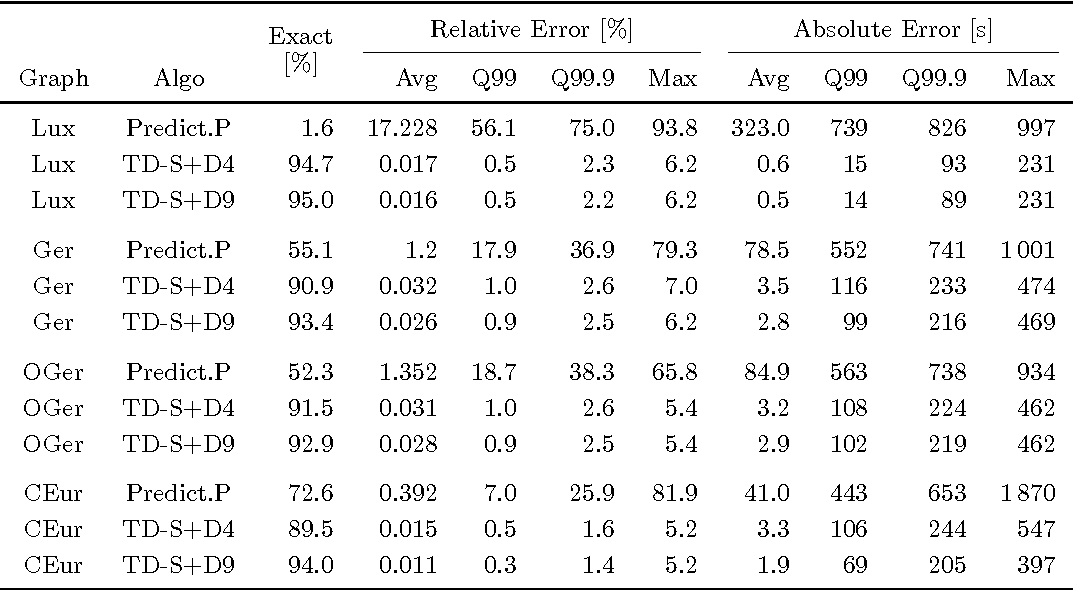 Exact Relative Error [%] Absolute Error [s]
[%]
Graph Algo Avg Q99 Q99.9 Max Avg Q99 Q99.9 Max
Lux Predict.P 1.6 17.228 56.1 75.0 93.8 323.0 739 826 997
Lux TD-S+D4 94.7 0.017 0.5 2.3 6.2 0.6 15 93 231
Lux TD-S+D9 95.0 0.016 0.5 2.2 6.2 0.5 14 89 231
Ger Predict.P 55.1 1.2 17.9 36.9 79.3 78.5 552 741 1 001
Ger TD-S+D4 90.9 0.032 1.0 2.6 7.0 3.5 116 233 474
Ger TD-S+D9 93.4 0.026 0.9 2.5 6.2 2.8 99 216 469
OGer Predict.P 52.3 1.352 18.7 38.3 65.8 84.9 563 738 934
OGer TD-S+D4 91.5 0.031 1.0 2.6 5.4 3.2 108 224 462
OGer TD-S+D9 92.9 0.028 0.9 2.5 5.4 2.9 102 219 462
CEur Predict.P 72.6 0.392 7.0 25.9 81.9 41.0 443 653 1 870
CEur TD-S+D4 89.5 0.015 0.5 1.6 5.2 3.3 106 244 547
CEur TD-S+D9 94.0 0.011 0.3 1.4 5.2 1.9 69 205 397